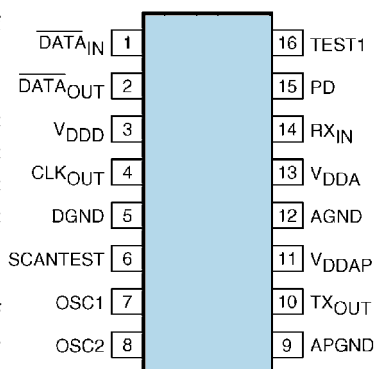 DATAIN 1
16 TEST1
DATAOUT 2
15 PD
VDDD 3
14 RXIN
CLKOUT 4
13 VDDA
DGND 5
12 AGND
SCANTEST 6
11 VDDAP
OSC1 7
10 TXOUT
OSC2 8
9 APGND